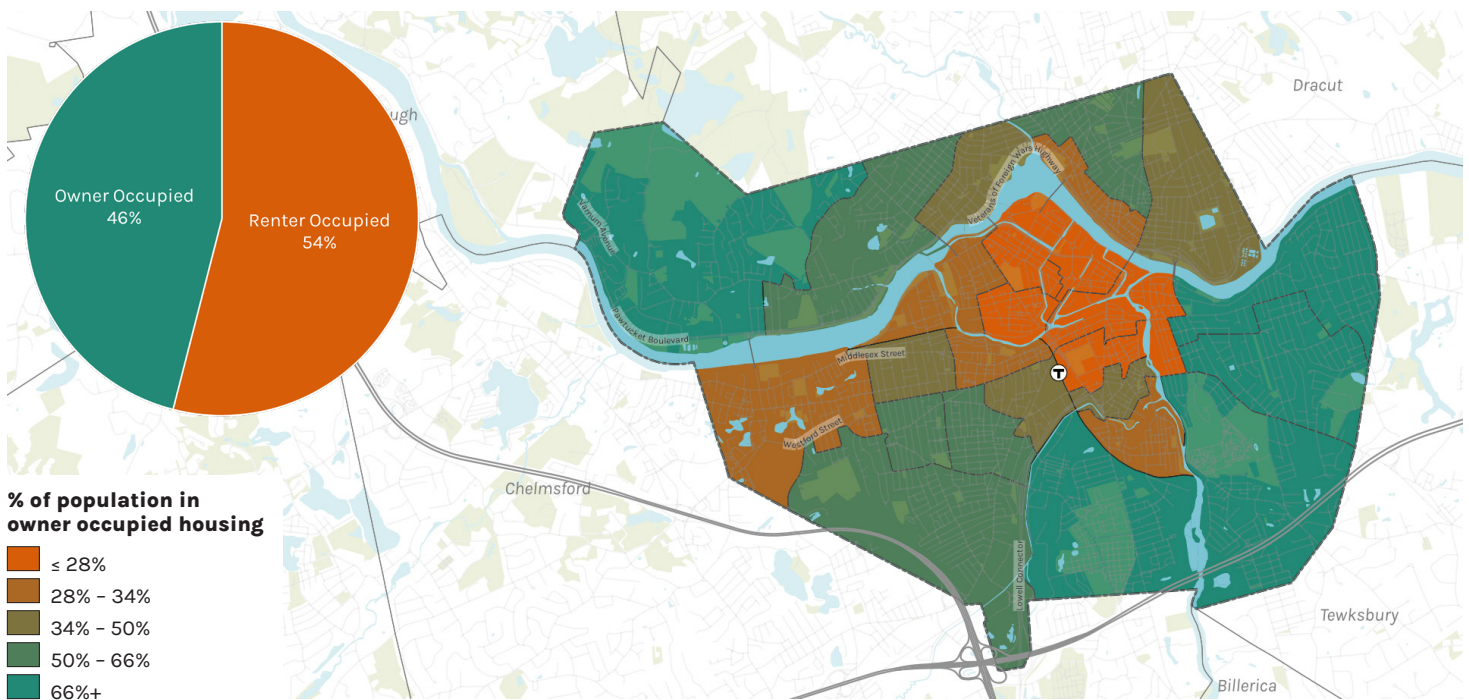 Owner Occupied
46%
Renter Occupied
54%
ugh
Dracut
Veterans of Foreign Wars Highway
Varnum Avenue
Pawtucket Boulevard
Middlesex Street
T
Westford Street
Chelmsford
Lowell Connector
Tewksbury
Billerica
% of population in
owner occupied housing
≤ 28%
28% – 34%
34% – 50%
50% – 66%
66%+